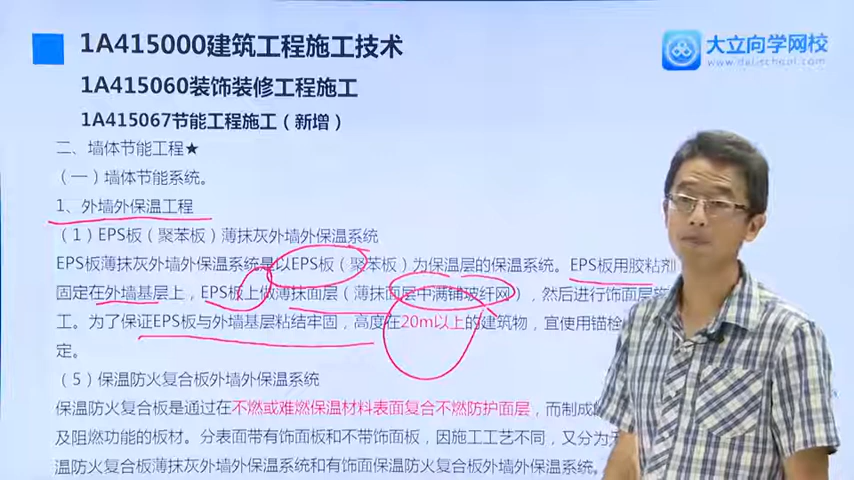 1A415000建筑工程施工技术
大立向学网校
www.dalischool.com
1A415060装饰装修工程施工
1A415067节能工程施工（新增）
二、墙体节能工程★
（一）墙体节能系统。
1、外墙外保温工程
（1）EPS板（聚苯板）薄抹灰外墙外保温系统
EPS板薄抹灰外墙外保温系统是以EPS板（聚苯板）为保温层的保温系统。EPS板用胶粘剂
固定在外墙基层上，EPS板上做薄抹面层（薄抹面层中满铺玻纤网），然后进行饰面层施
工。为了保证EPS板与外墙基层粘结牢固，高度在20m以上的建筑物，宜使用锚栓
定。
（5）保温防火复合板外墙外保温系统
保温防火复合板是通过在不燃或难燃保温材料表面复合不燃防护面层，而制成的
及阻燃功能的板材。分表面带有饰面板和不带饰面板，因施工工艺不同，又分为无
温防火复合板薄抹灰外墙外保温系统和有饰面保温防火复合板外墙外保温系统。